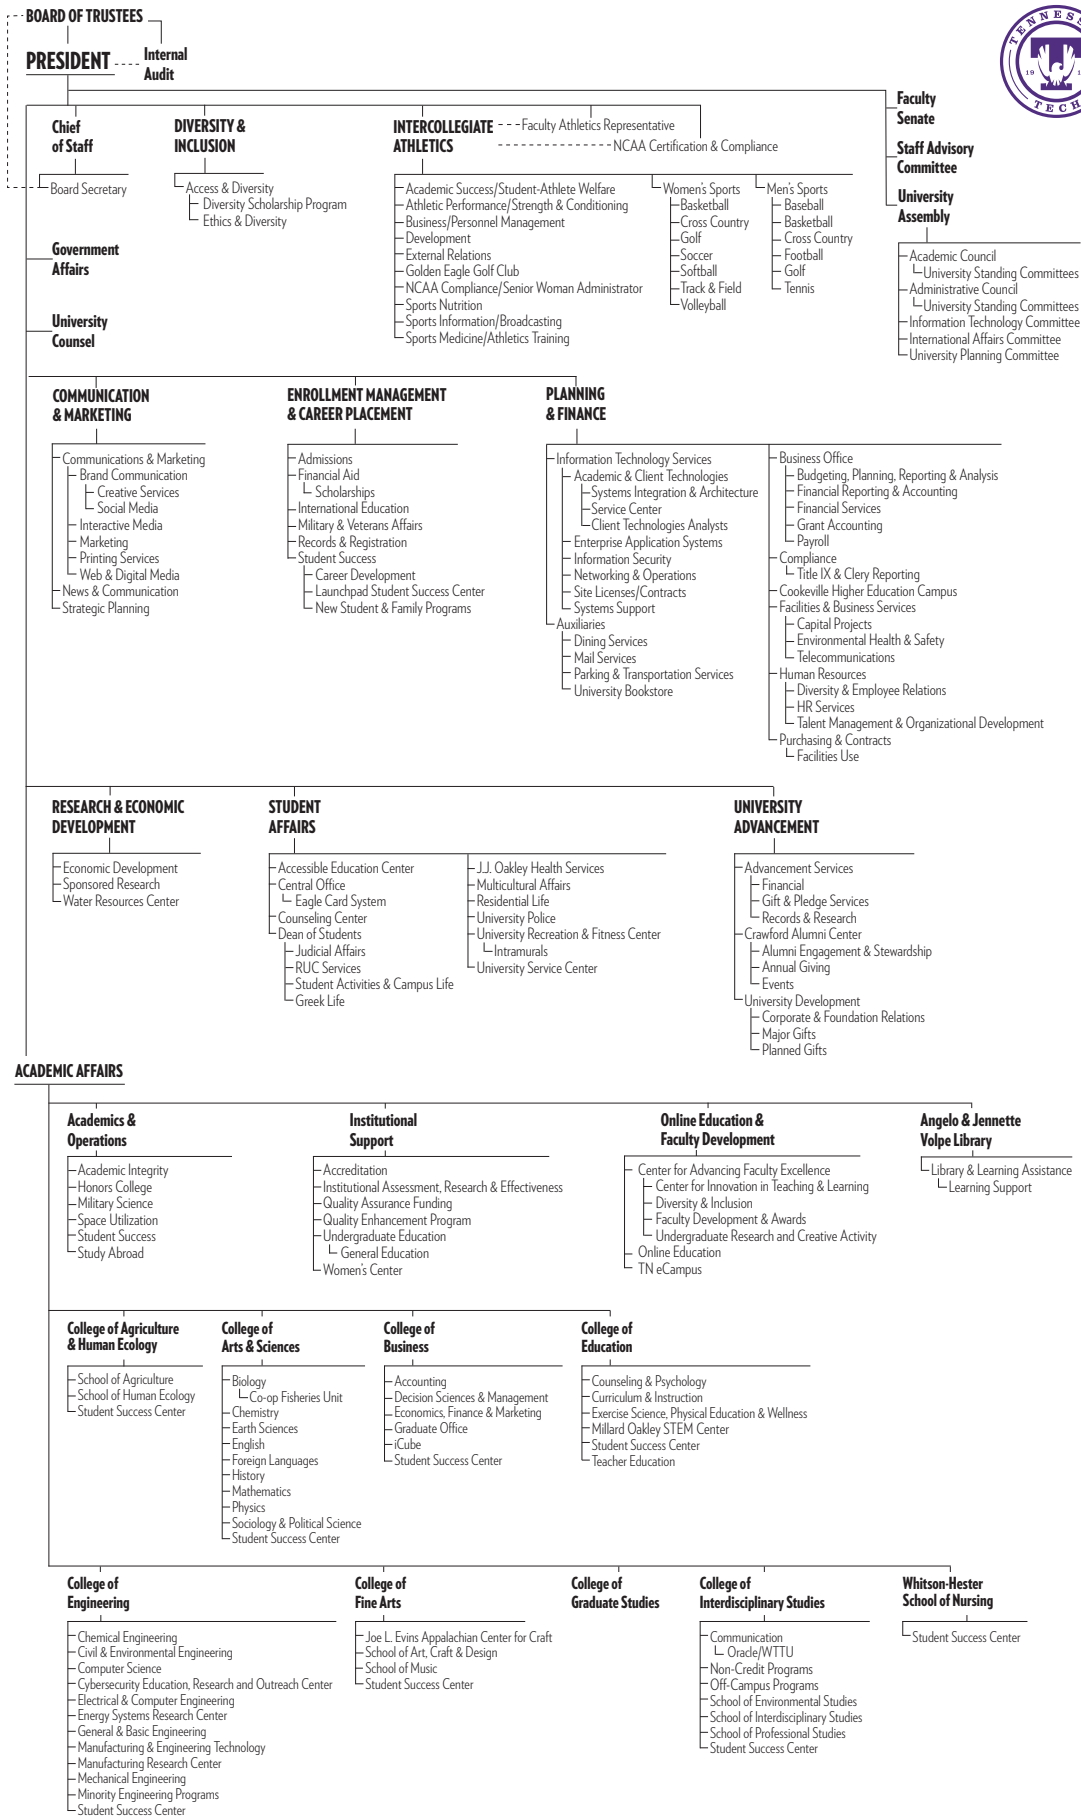 BOARD OF TRUSTEES
PRESIDENT
Internal
Audit
TENNES
TECH
19
1
Chief
of Staff
Board Secretary
DIVERSITY &
INCLUSION
Access & Diversity
Diversity Scholarship Program
Ethics & Diversity
INTERCOLLEGIATE
ATHLETICS
Faculty Athletics Representative
NCAA Certification & Compliance
Academic Success/Student-Athlete Welfare
Athletic Performance/Strength & Conditioning
Business/Personnel Management
Development
External Relations
Golden Eagle Golf Club
NCAA Compliance/Senior Woman Administrator
Sports Nutrition
Sports Information/Broadcasting
Sports Medicine/Athletics Training
Women's Sports
Basketball
Cross Country
Golf
Soccer
Softball
Track & Field
Volleyball
Men's Sports
Baseball
Basketball
Cross Country
Football
Golf
Tennis
Faculty
Senate
Staff Advisory
Committee
University
Assembly
Academic Council
University Standing Committees
Administrative Council
University Standing Committees
Information Technology Committee
International Affairs Committee
University Planning Committee
Government
Affairs
University
Counsel
COMMUNICATION
& MARKETING
Communications & Marketing
Brand Communication
Creative Services
Social Media
Interactive Media
Marketing
Printing Services
Web & Digital Media
News & Communication
Strategic Planning
ENROLLMENT MANAGEMENT
& CAREER PLACEMENT
Admissions
Financial Aid
Scholarships
International Education
Military & Veterans Affairs
Records & Registration
Student Success
Career Development
Launchpad Student Success Center
New Student & Family Programs
PLANNING
& FINANCE
Information Technology Services
Academic & Client Technologies
Systems Integration & Architecture
Service Center
Client Technologies Analysts
Enterprise Application Systems
Information Security
Networking & Operations
Site Licenses/Contracts
Systems Support
Auxiliaries
Dining Services
Mail Services
Parking & Transportation Services
University Bookstore
Business Office
Budgeting, Planning, Reporting & Analysis
Financial Reporting & Accounting
Financial Services
Grant Accounting
Payroll
Compliance
Title IX & Clery Reporting
Cookeville Higher Education Campus
Facilities & Business Services
Capital Projects
Environmental Health & Safety
Telecommunications
Human Resources
Diversity & Employee Relations
HR Services
Talent Management & Organizational Development
Purchasing & Contracts
Facilities Use
RESEARCH & ECONOMIC
DEVELOPMENT
Economic Development
Sponsored Research
Water Resources Center
STUDENT
AFFAIRS
Accessible Education Center
Central Office
Eagle Card System
Counseling Center
Dean of Students
Judicial Affairs
RUC Services
Student Activities & Campus Life
Greek Life
J.J. Oakley Health Services
Multicultural Affairs
Residential Life
University Police
University Recreation & Fitness Center
Intramurals
University Service Center
UNIVERSITY
ADVANCEMENT
Advancement Services
Financial
Gift & Pledge Services
Records & Research
Crawford Alumni Center
Alumni Engagement & Stewardship
Annual Giving
Events
University Development
Corporate & Foundation Relations
Major Gifts
Planned Gifts
ACADEMIC AFFAIRS
Academics &
Operations
Academic Integrity
Honors College
Military Science
Space Utilization
Student Success
Study Abroad
Institutional
Support
Accreditation
Institutional Assessment, Research & Effectiveness
Quality Assurance Funding
Quality Enhancement Program
Undergraduate Education
General Education
Women's Center
Online Education &
Faculty Development
Center for Advancing Faculty Excellence
Center for Innovation in Teaching & Learning
Diversity & Inclusion
Faculty Development & Awards
Undergraduate Research and Creative Activity
Online Education
TN eCampus
Angelo & Jennette
Volpe Library
Library & Learning Assistance
Learning Support
College of Agriculture
& Human Ecology
School of Agriculture
School of Human Ecology
Student Success Center
College of
Arts & Sciences
Biology
Co-op Fisheries Unit
Chemistry
Earth Sciences
English
Foreign Languages
History
Mathematics
Physics
Sociology & Political Science
Student Success Center
College of
Business
Accounting
Decision Sciences & Management
Economics, Finance & Marketing
Graduate Office
iCube
Student Success Center
College of
Education
Counseling & Psychology
Curriculum & Instruction
Exercise Science, Physical Education & Wellness
Millard Oakley STEM Center
Student Success Center
Teacher Education
College of
Engineering
Chemical Engineering
Civil & Environmental Engineering
Computer Science
Cybersecurity Education, Research and Outreach Center
Electrical & Computer Engineering
Energy Systems Research Center
General & Basic Engineering
Manufacturing & Engineering Technology
Manufacturing Research Center
Mechanical Engineering
Minority Engineering Programs
Student Success Center
College of
Fine Arts
Joe L. Evins Appalachian Center for Craft
School of Art, Craft & Design
School of Music
Student Success Center
College of
Graduate Studies
College of
Interdisciplinary Studies
Communication
Oracle/WTTU
Non-Credit Programs
Off-Campus Programs
School of Environmental Studies
School of Interdisciplinary Studies
School of Professional Studies
Student Success Center
Whitson-Hester
School of Nursing
Student Success Center